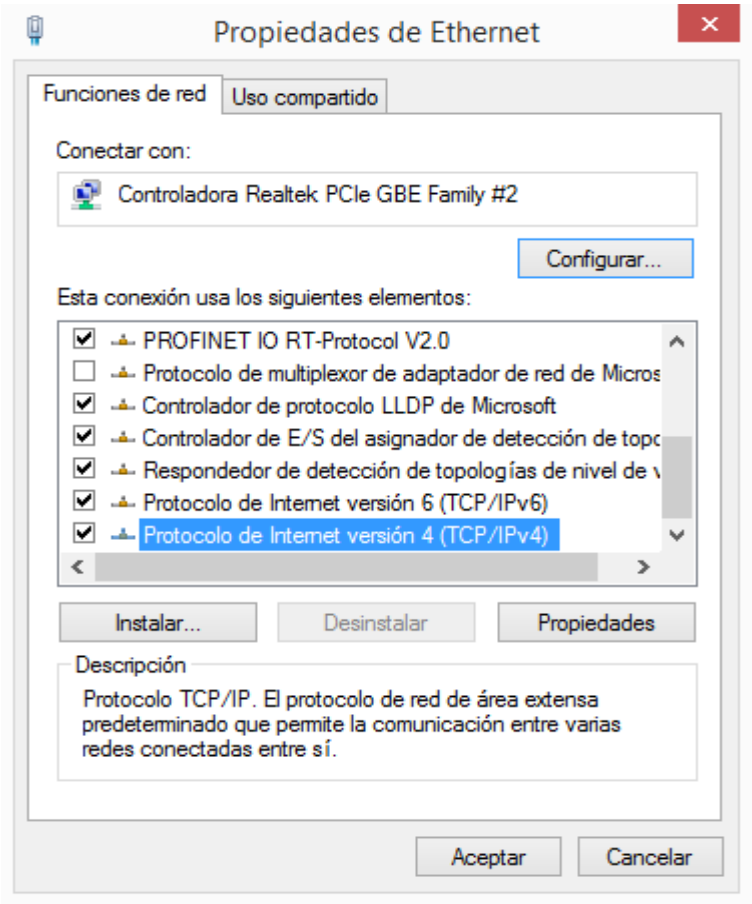 Propiedades de Ethernet
Funciones de red
Uso compartido
Conectar con:
Controladora Realtek PCIe GBE Family #2
Configurar...
Esta conexión usa los siguientes elementos:
PROFINET IO RT-Protocol V2.0
Protocolo de multiplexor de adaptador de red de Micros
Controlador de protocolo LLDP de Microsoft
Controlador de E/S del asignador de detección de topo
Respondedor de detección de topologías de nivel de v
Protocolo de Internet versión 6 (TCP/IPv6)
Protocolo de Internet versión 4 (TCP/IPv4)
Instalar...
Desinstalar
Propiedades
Descripción
Protocolo TCP/IP. El protocolo de red de área extensa
predeterminado que permite la comunicación entre varias
redes conectadas entre sí.
Aceptar
Cancelar